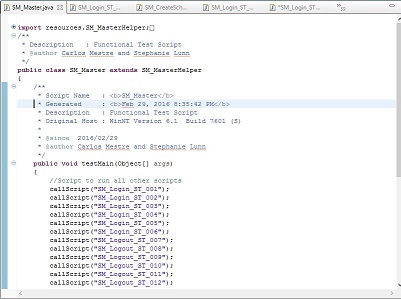 SM_Master.java SM_Login_ST_... SM_CreateSch... SM_Login_ST_... *SM_Login_ST_...
import resources.SM_MasterHelper;
/**
* Description : Functional Test Script
* @author Carlos Mestre and Stephanie Lunn
*/
public class SM_Master extends SM_MasterHelper
{
/**
* Script Name : <b>SM_Master</b>
* Generated : <b>Feb 29, 2016 8:35:42 PM</b>
* Description : Functional Test Script
* Original Host : WinNT Version 6.1 Build 7601 (S)
*
* @since 2016/02/29
* @author Carlos Mestre and Stephanie Lunn
*/
public void testMain(Object[] args)
{
//Script to run all other scripts
callScript("SM_Login_ST_001");
callScript("SM_Login_ST_002");
callScript("SM_Login_ST_003");
callScript("SM_Login_ST_004");
callScript("SM_Login_ST_005");
callScript("SM_Login_ST_006");
callScript("SM_Logout_ST_007");
callScript("SM_Logout_ST_008");
callScript("SM_Logout_ST_009");
callScript("SM_Logout_ST_010");
callScript("SM_Logout_ST_011");
callScript("SM_Logout_ST_012");